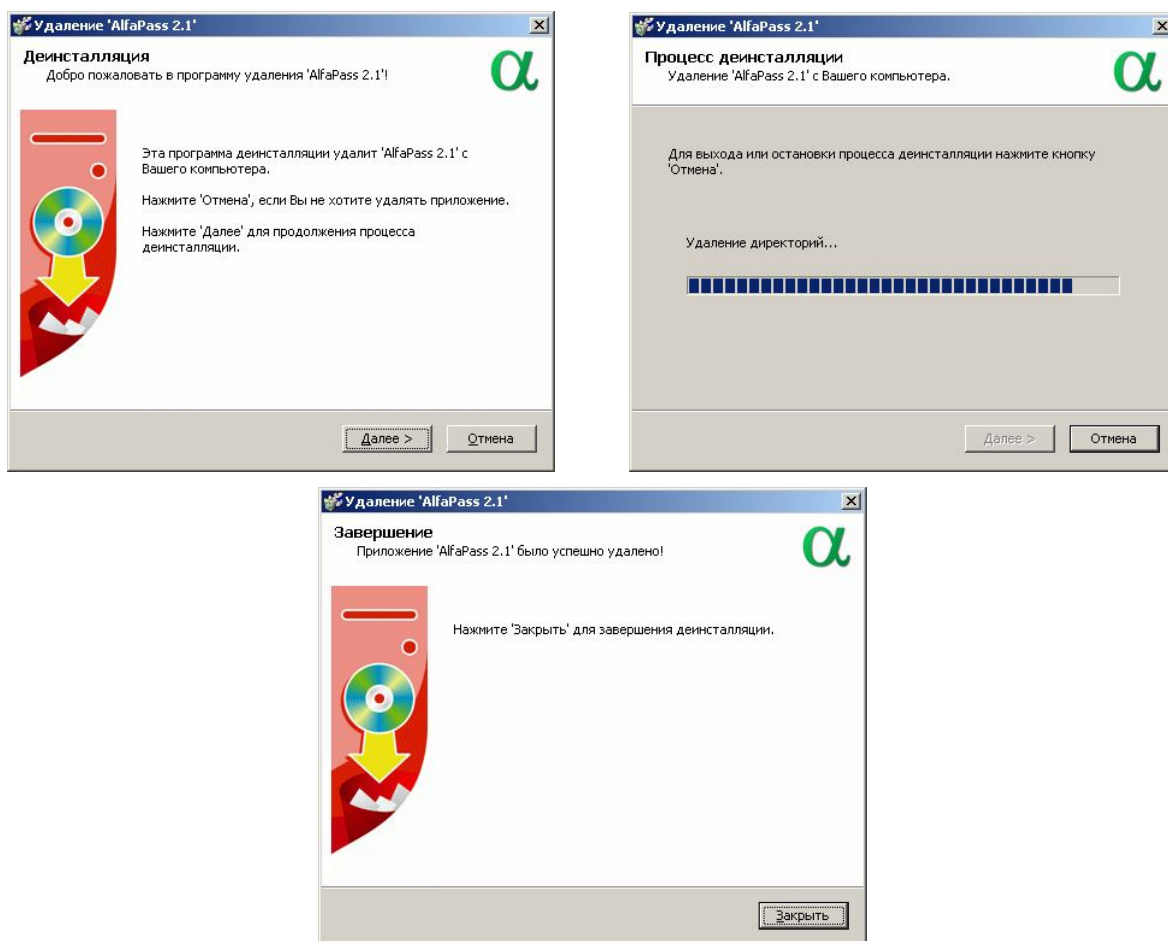 Удаление 'AlfaPass 2.1'
Деинсталляция
Добро пожаловать в программу удаления 'AlfaPass 2.1'!
α
Эта программа деинсталляции удалит 'AlfaPass 2.1' с
Вашего компьютера.
Нажмите 'Отмена', если Вы не хотите удалять приложение.
Нажмите 'Далее' для продолжения процесса
деинсталляции.
Далее >
Отмена
Удаление 'AlfaPass 2.1'
Процесс деинсталляции
Удаление 'AlfaPass 2.1' с Вашего компьютера.
α
Для выхода или остановки процесса деинсталляции нажмите кнопку
'Отмена'.
Удаление директорий...
Далее >
Отмена
Удаление 'AlfaPass 2.1'
Завершение
Приложение 'AlfaPass 2.1' было успешно удалено!
α
Нажмите 'Закрыть' для завершения деинсталляции.
Закрыть